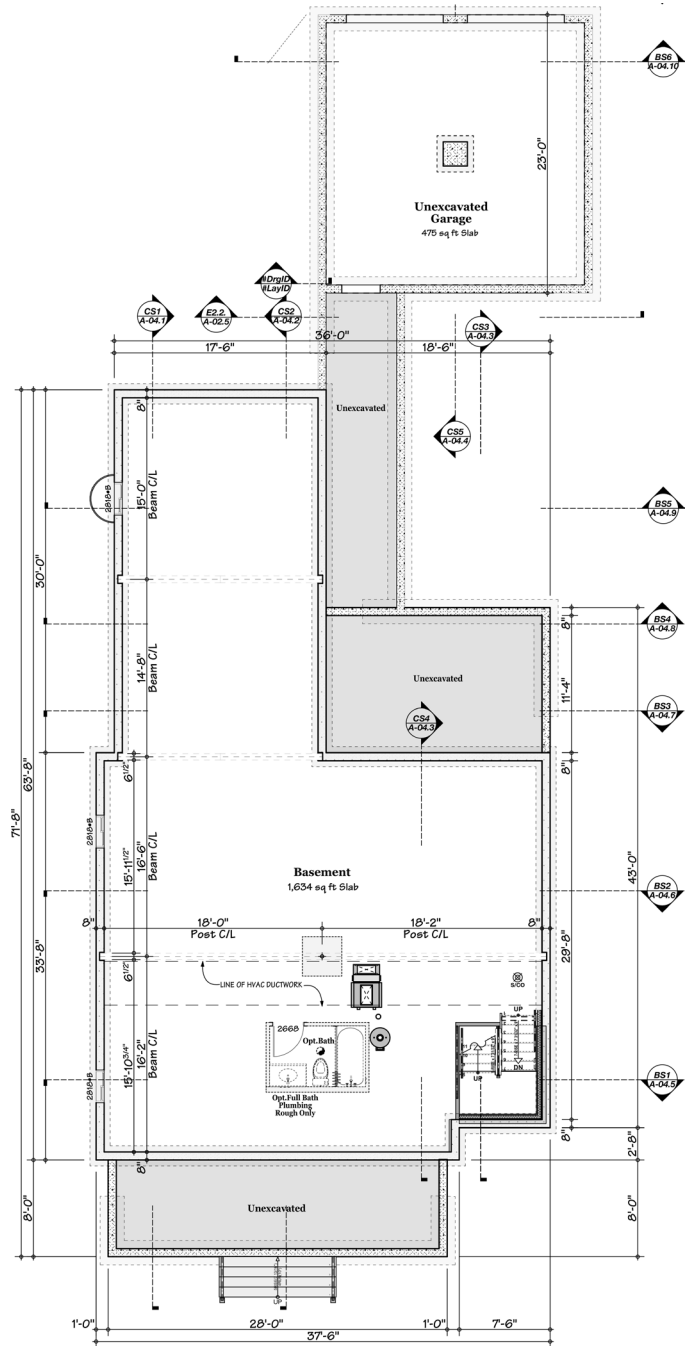 BS6
A-04.10
23'-0"
Unexcavated
Garage
475 sq ft Slab
#DrgID
#LayID
CS1
A-04.1
E2.2.
A-02.5
CS2
A-04.2
CS3
A-04.3
36'-0"
17'-6"
18'-6"
8"
Unexcavated
CS5
A-04.4
2818*B
15'-0"
Beam C/L
BS5
A-04.9
30'-0"
BS4
A-04.8
8"
14'-8"
Beam C/L
Unexcavated
11'-4"
BS3
A-04.7
CS4
A-04.3
6 1/2"
8"
63'-8"
71'-8"
2818*B
15'-11 1/2"
16'-6"
Beam C/L
Basement
1,634 sq ft Slab
43'-0"
BS2
A-04.6
8"
18'-0"
Post C/L
18'-2"
Post C/L
8"
29'-8"
33'-8"
6 1/2"
LINE OF HVAC DUCTWORK
S/CD
UP
2668
Opt.Bath
15'-10 3/4"
16'-2"
Beam C/L
2818*B
DN
UP
BS1
A-04.5
Opt.Full Bath
Plumbing
Rough Only
8"
8"
2'-8"
Unexcavated
8'-0"
8'-0"
UP
1'-0"
28'-0"
1'-0"
7'-6"
37'-6"